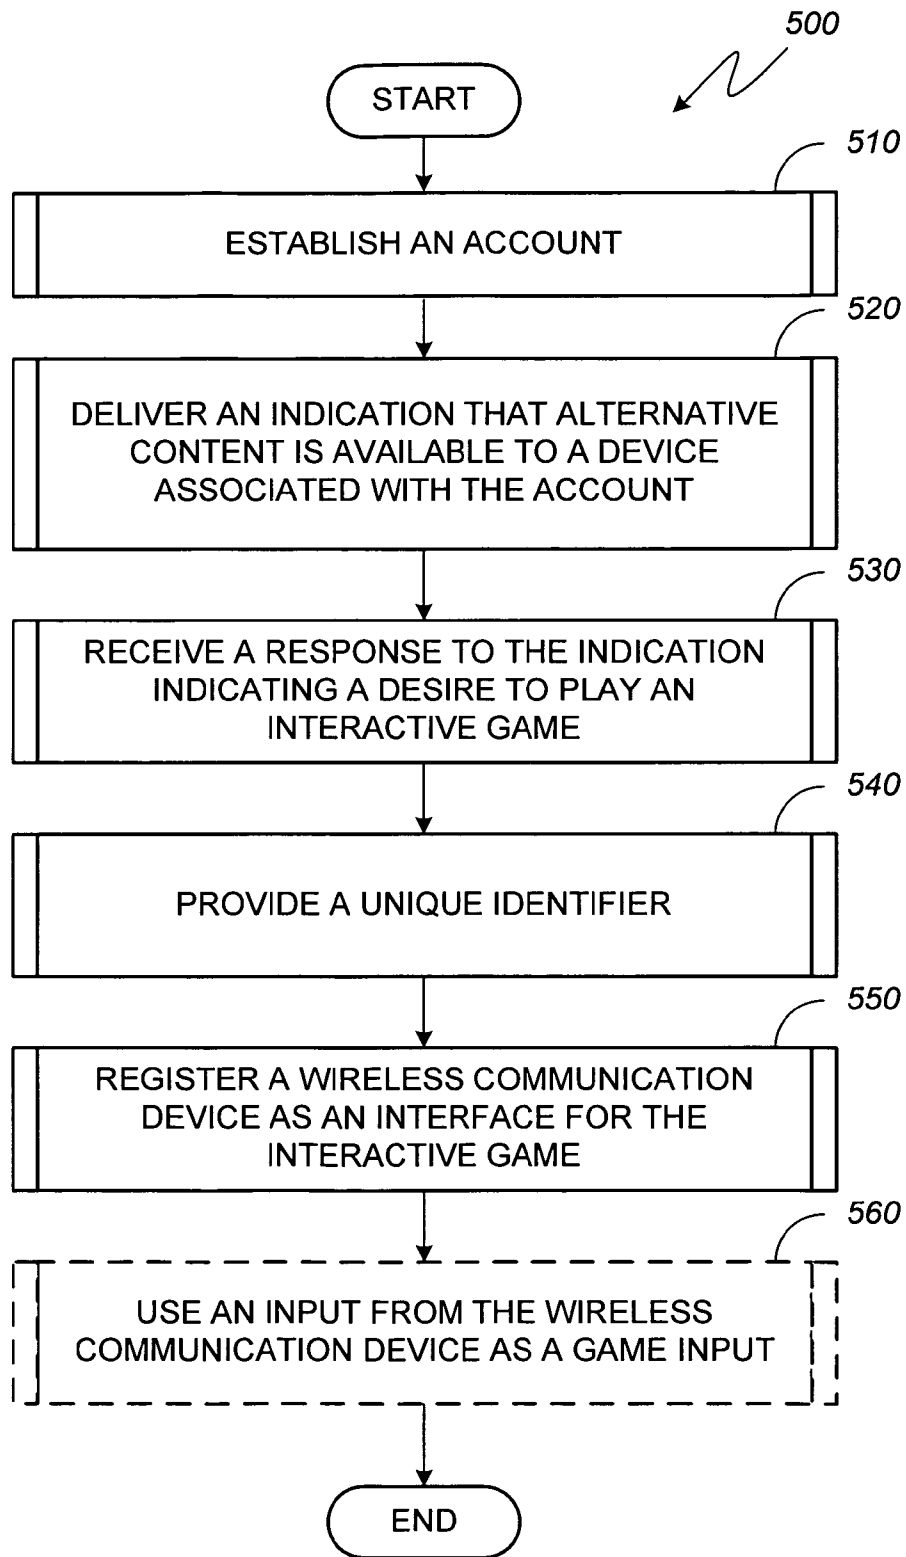 500
START
510
ESTABLISH AN ACCOUNT
520
DELIVER AN INDICATION THAT ALTERNATIVE
CONTENT IS AVAILABLE TO A DEVICE
ASSOCIATED WITH THE ACCOUNT
530
RECEIVE A RESPONSE TO THE INDICATION
INDICATING A DESIRE TO PLAY AN
INTERACTIVE GAME
540
PROVIDE A UNIQUE IDENTIFIER
550
REGISTER A WIRELESS COMMUNICATION
DEVICE AS AN INTERFACE FOR THE
INTERACTIVE GAME
560
USE AN INPUT FROM THE WIRELESS
COMMUNICATION DEVICE AS A GAME INPUT
END